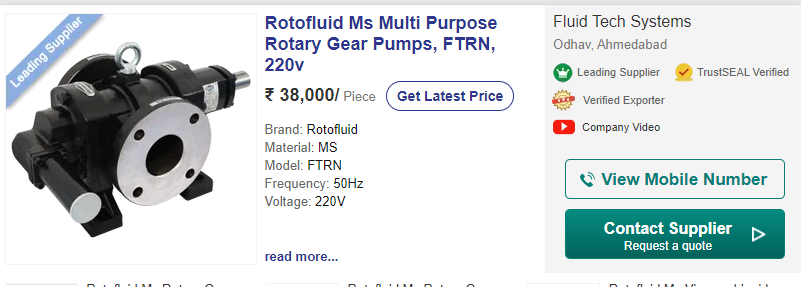 Leading Supplier
Rotofluid Ms Multi Purpose
Rotary Gear Pumps, FTRN,
220v
₹ 38,000/ Piece
Get Latest Price
Brand: Rotofluid
Material: MS
Model: FTRN
Frequency: 50Hz
Voltage: 220V
read more...
Fluid Tech Systems
Odhav, Ahmedabad
Leading Supplier TrustSEAL Verified
Verified Exporter
Company Video
View Mobile Number
Contact Supplier
Request a quote